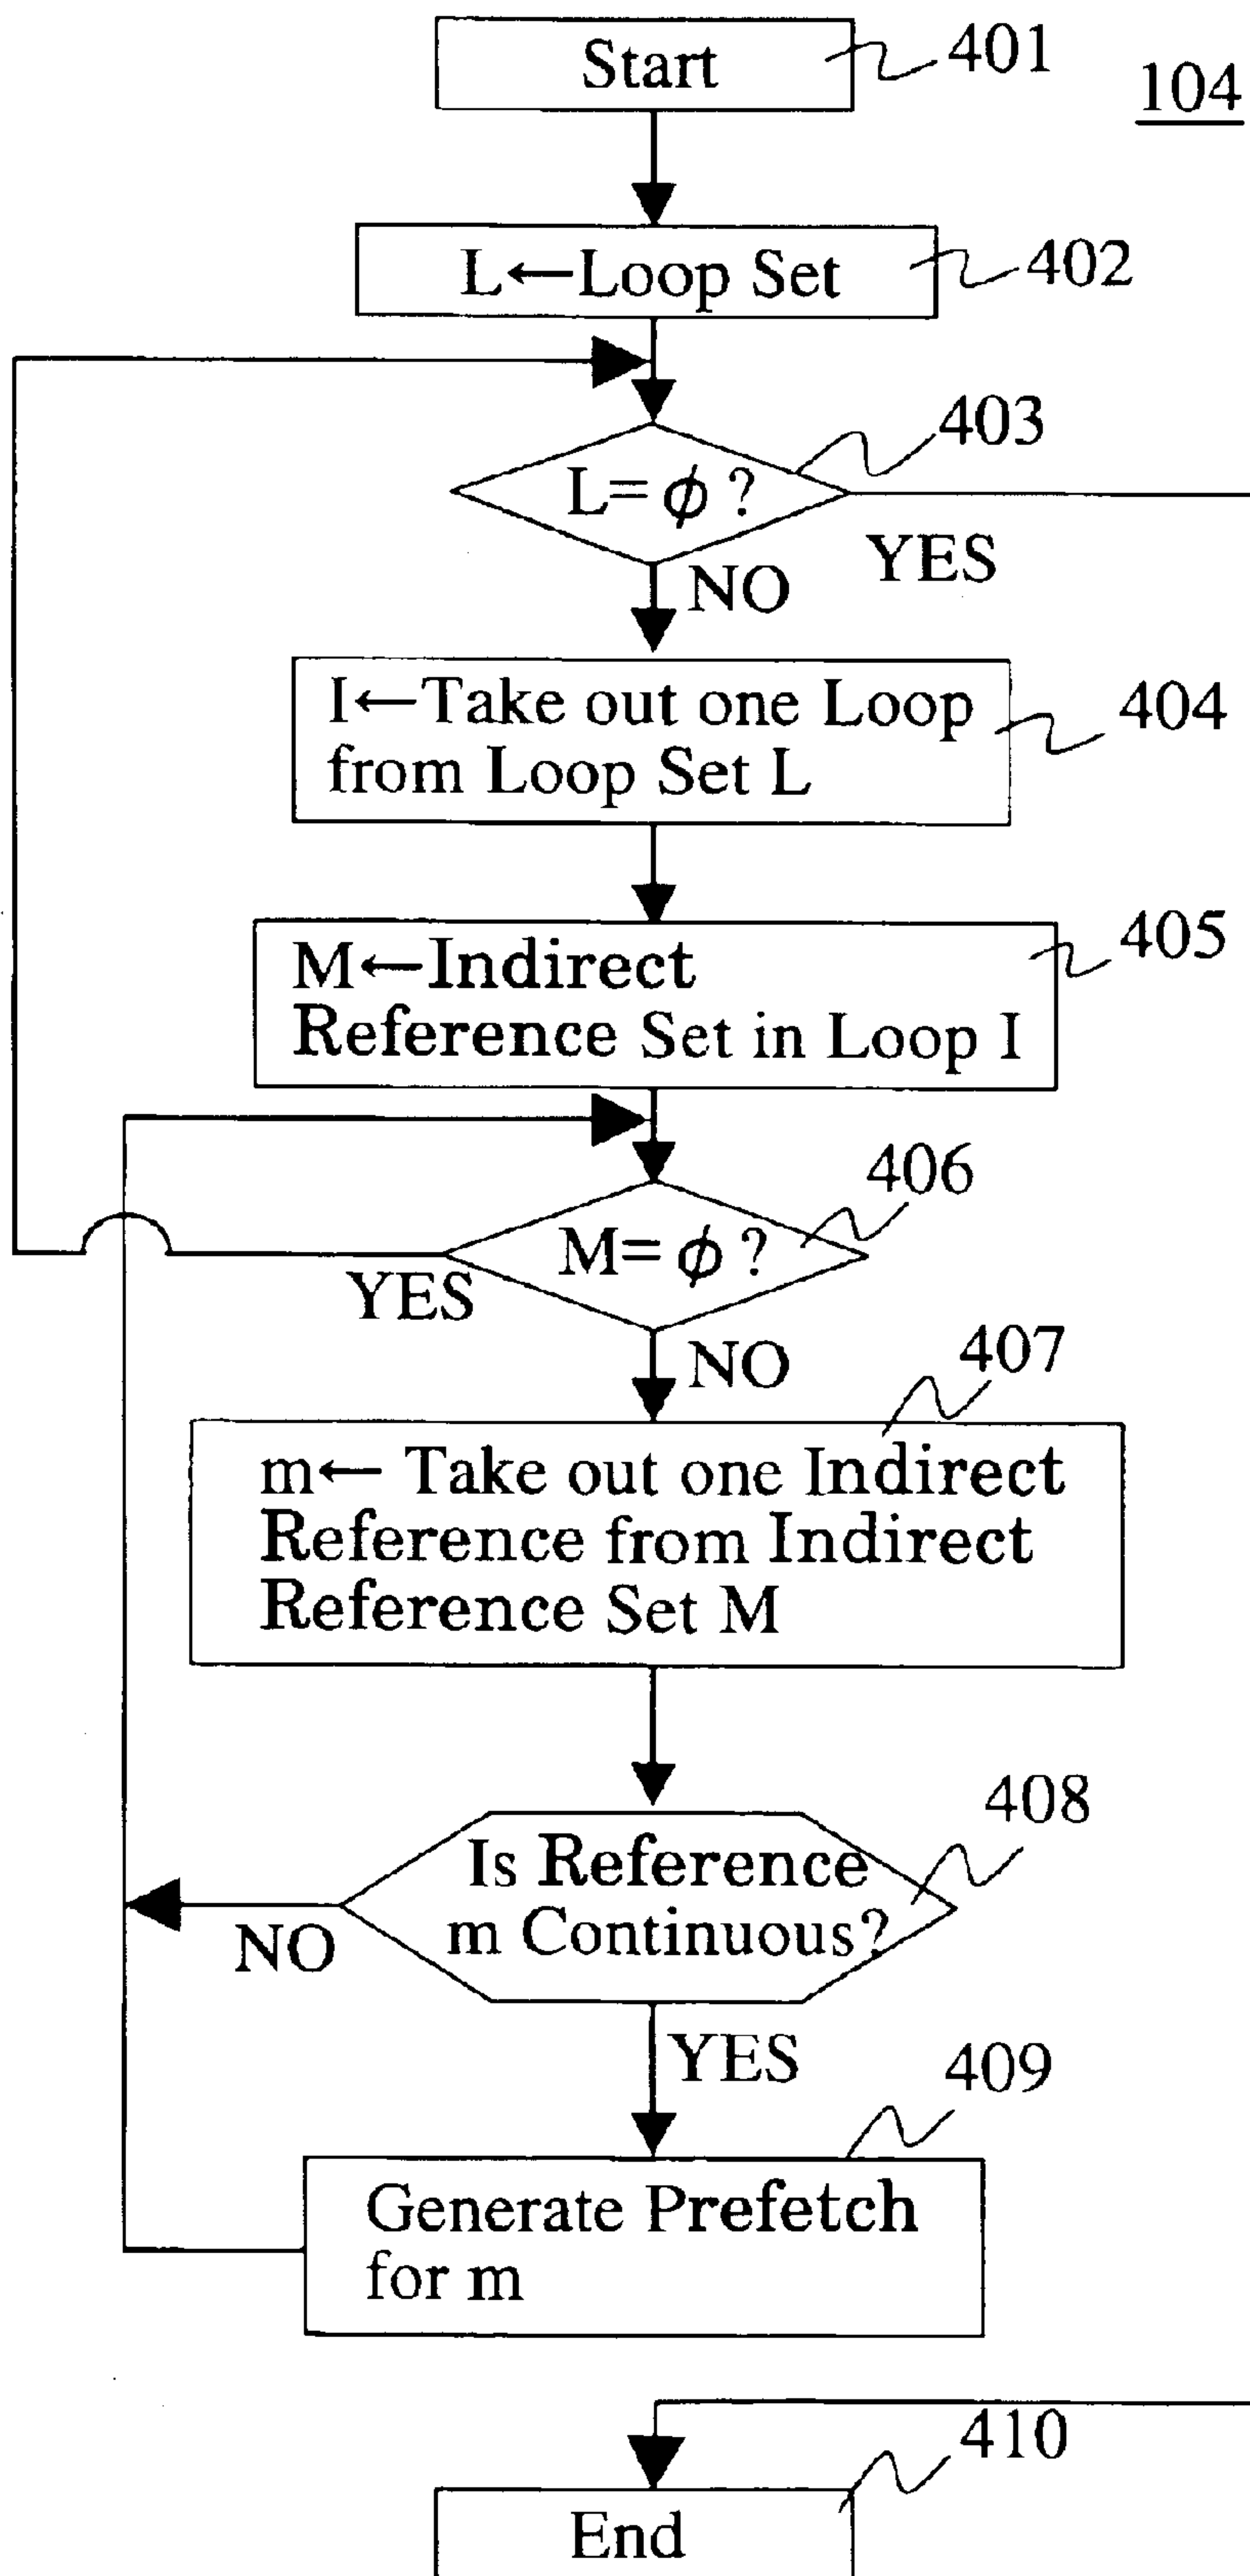 Start
401
104
L←Loop Set
402
403
L=ϕ?
YES
NO
I←Take out one Loop
from Loop Set L
404
M←Indirect
Reference Set in Loop I
405
406
M=ϕ?
YES
NO
407
m← Take out one Indirect
Reference from Indirect
Reference Set M
408
Is Reference
m Continuous?
NO
YES
409
Generate Prefetch
for m
410
End